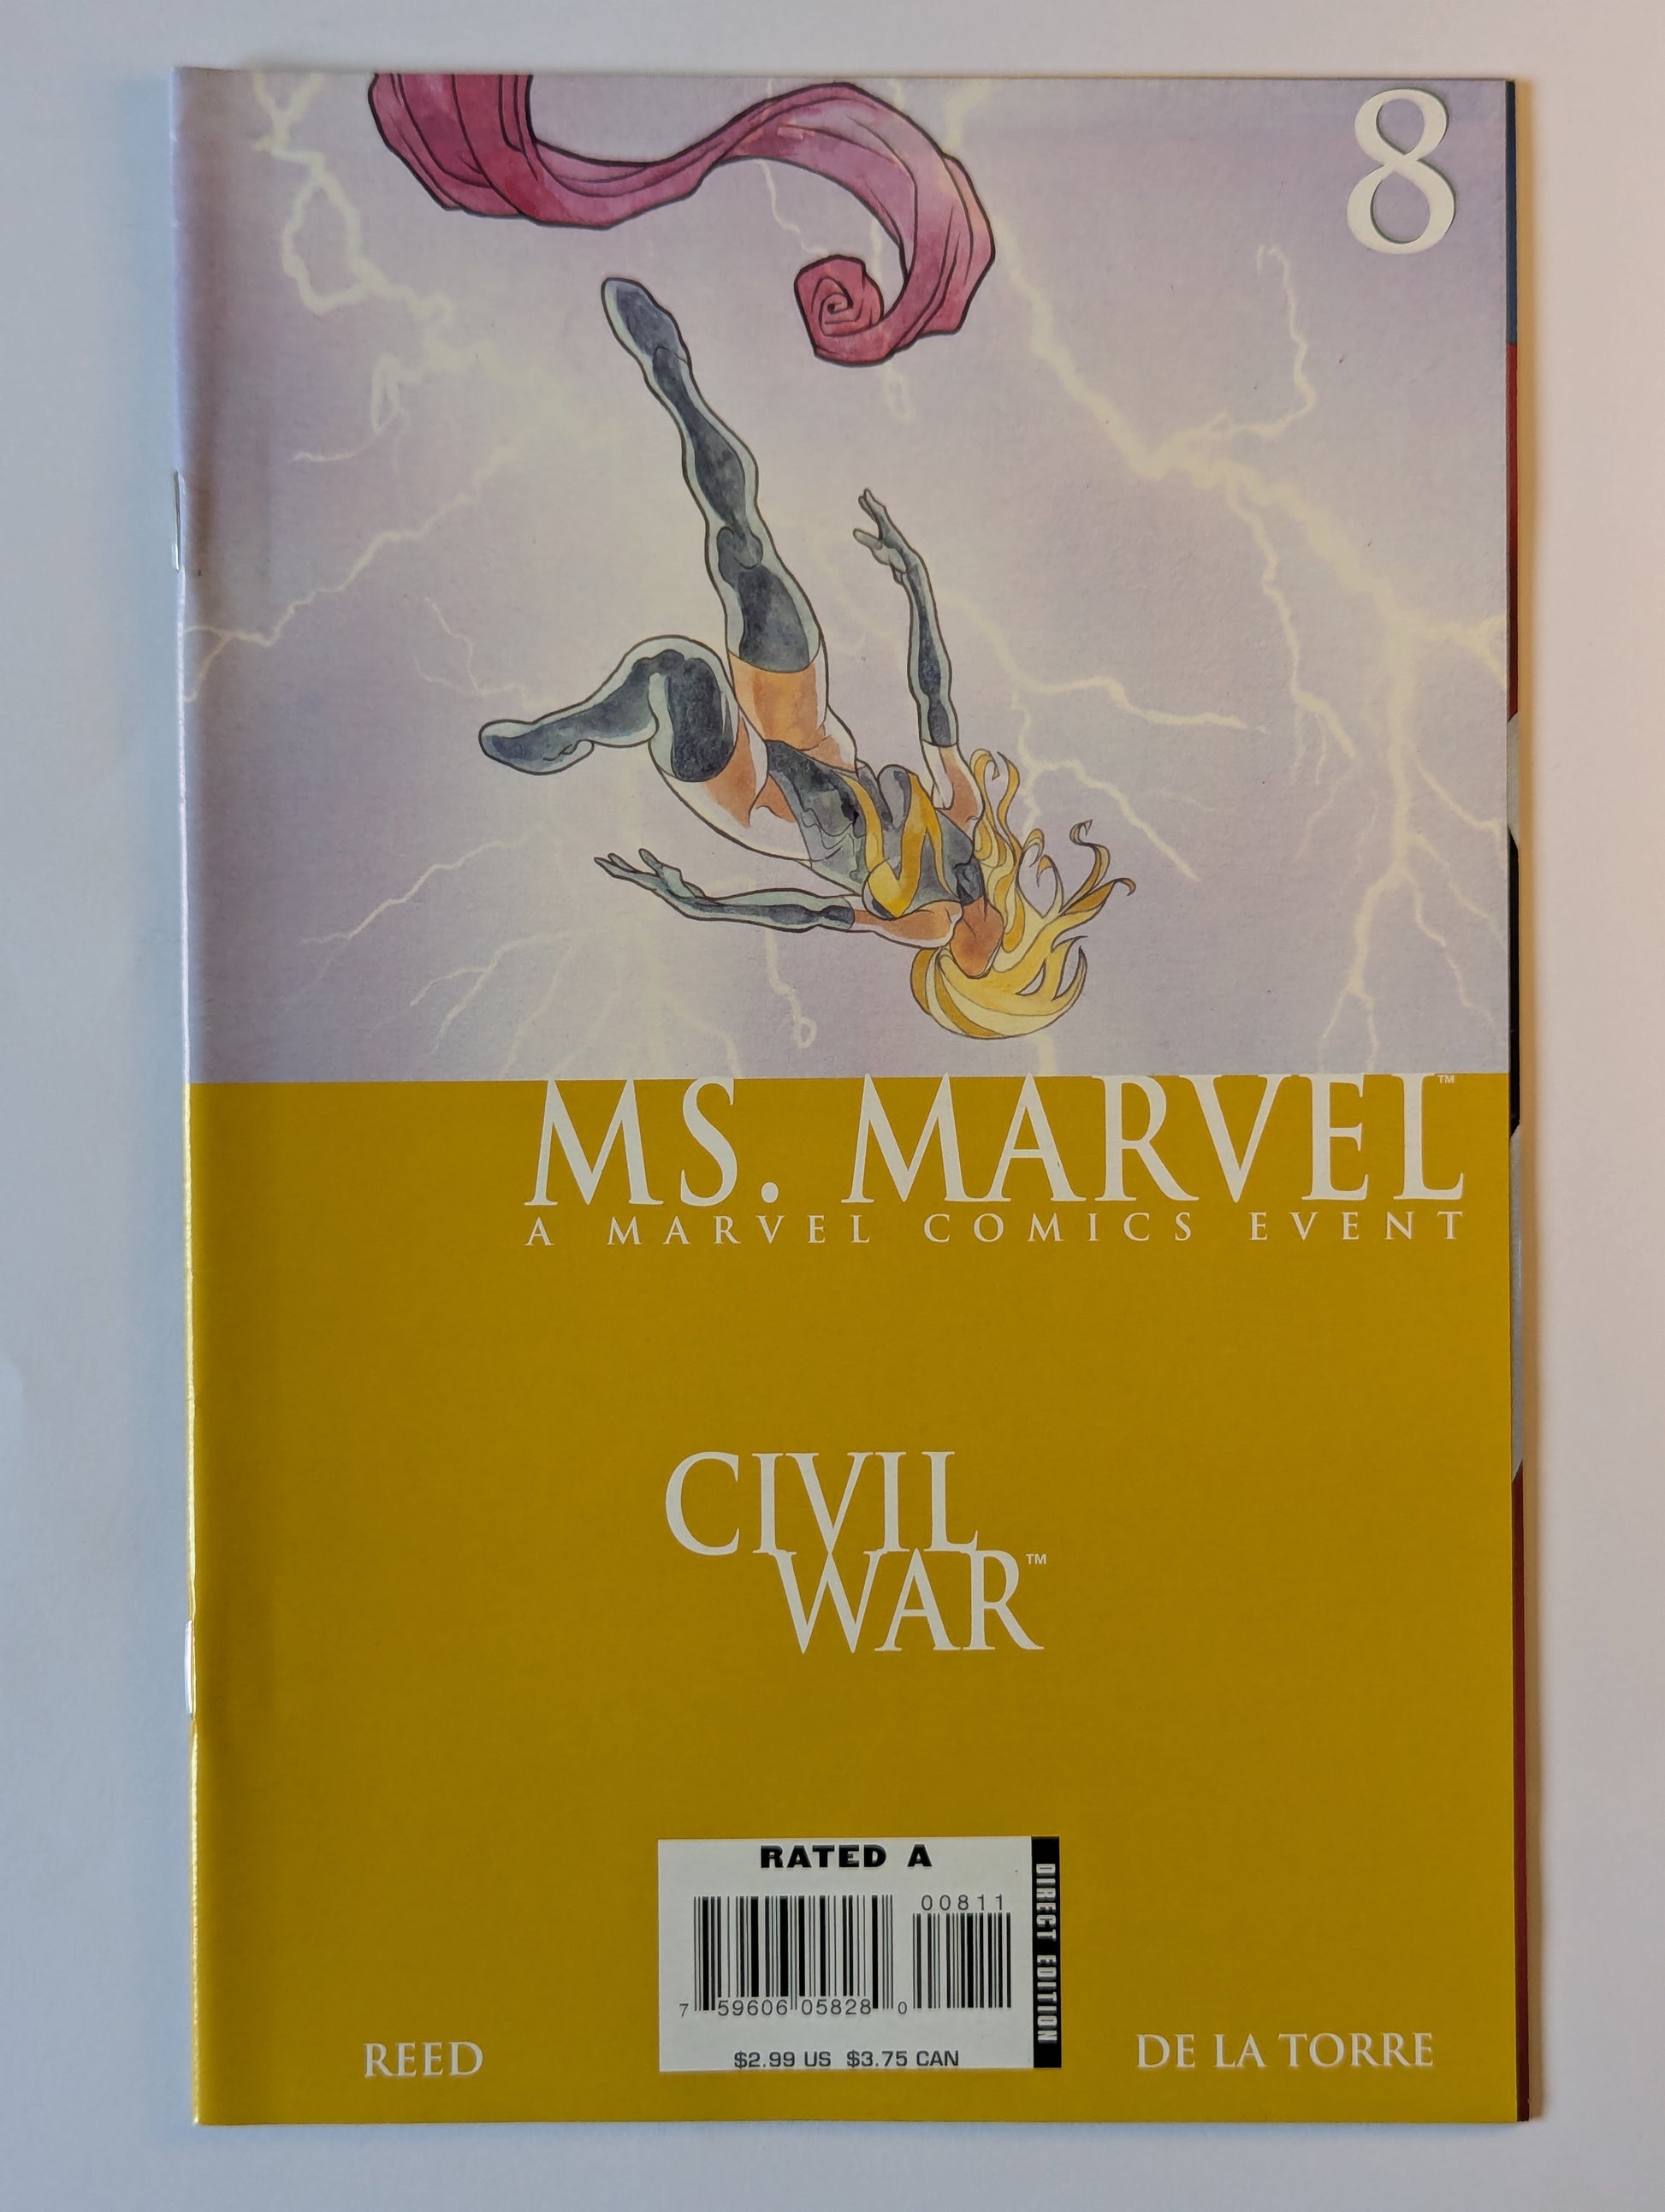 8
MS. MARVEL™
A MARVEL COMICS EVENT
CIVIL
WAR™
RATED A
00811
7 59606 05828 0
$2.99 US $3.75 CAN
DIRECT EDITION
REED
DE LA TORRE